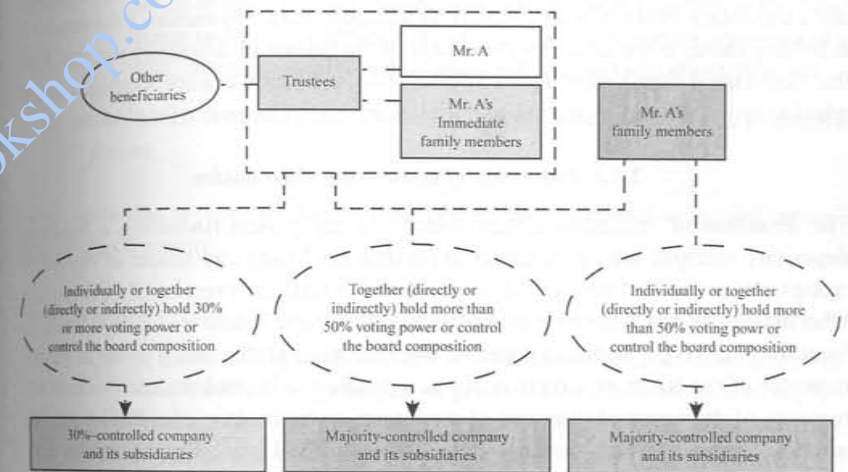 okshop.co
Mr. A
Other
beneficiaries
Trustees
Mr. A's
Immediate
family members
Mr. A's
family members
Individually or together
(directly or indirectly) hold 30%
or more voting power or
control the board composition
Together (directly or
indirectly) hold more than
50% voting power or control
the board composition
Individually or together
(directly or indirectly) hold more
than 50% voting powr or
control the board composition
30%-controlled company
and its subsidiaries
Majority-controlled company
and its subsidiaries
Majority-controlled company
and its subsidiaries